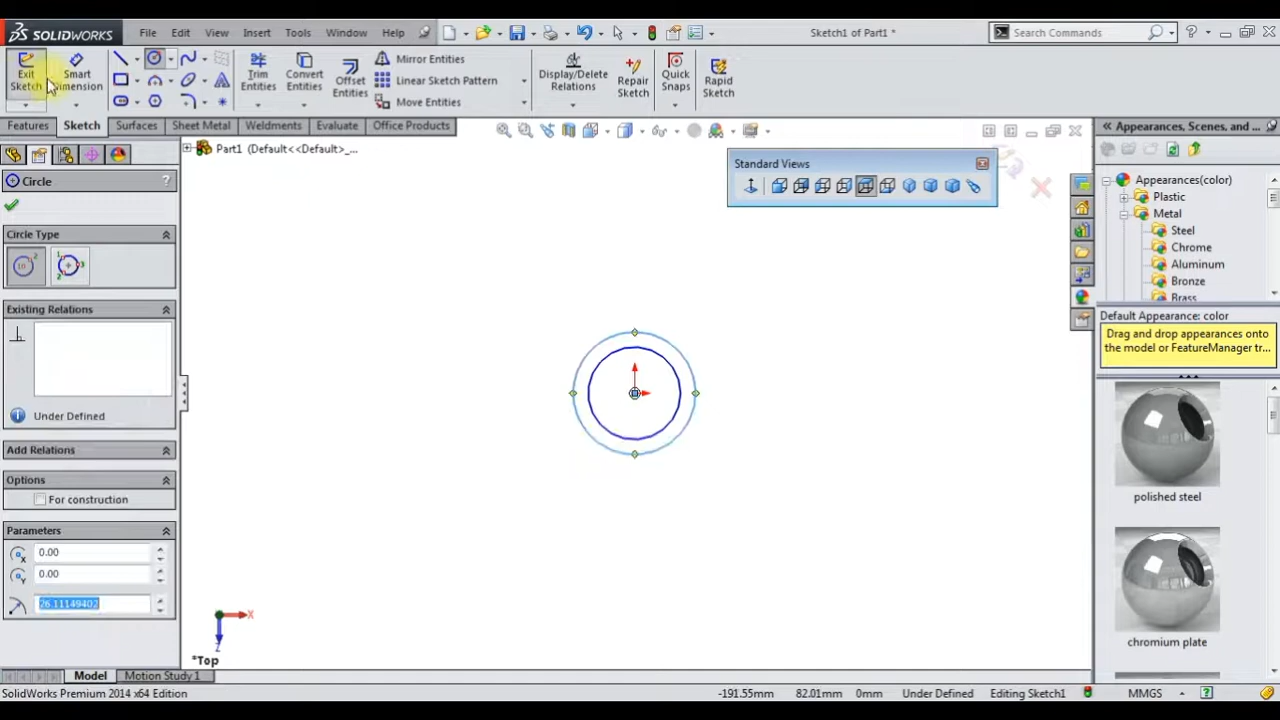 SOLIDWORKS File Edit View Insert Tools Window Help Sketch1 of Part1 * Search Commands
Exit Sketch Smart Dimension Trim Entities Convert Entities Offset Entities Mirror Entities Linear Sketch Pattern Move Entities Display/Delete Relations Repair Sketch Quick Snaps Rapid Sketch
Features Sketch Surfaces Sheet Metal Weldments Evaluate Office Products
Part1 (Default<<Default>_...
Circle ?
Circle Type
Existing Relations
Under Defined
Add Relations
Options
For construction
Parameters
0.00
0.00
26.11149402
Standard Views
X
Z
*Top
Appearances, Scenes, and ...
Appearances(color)
Plastic
Metal
Steel
Chrome
Aluminum
Bronze
Brass
Default Appearance: color
Drag and drop appearances onto
the model or FeatureManager tr...
polished steel
chromium plate
Model Motion Study 1
SolidWorks Premium 2014 x64 Edition -191.55mm 82.01mm 0mm Under Defined Editing Sketch1 MMGS